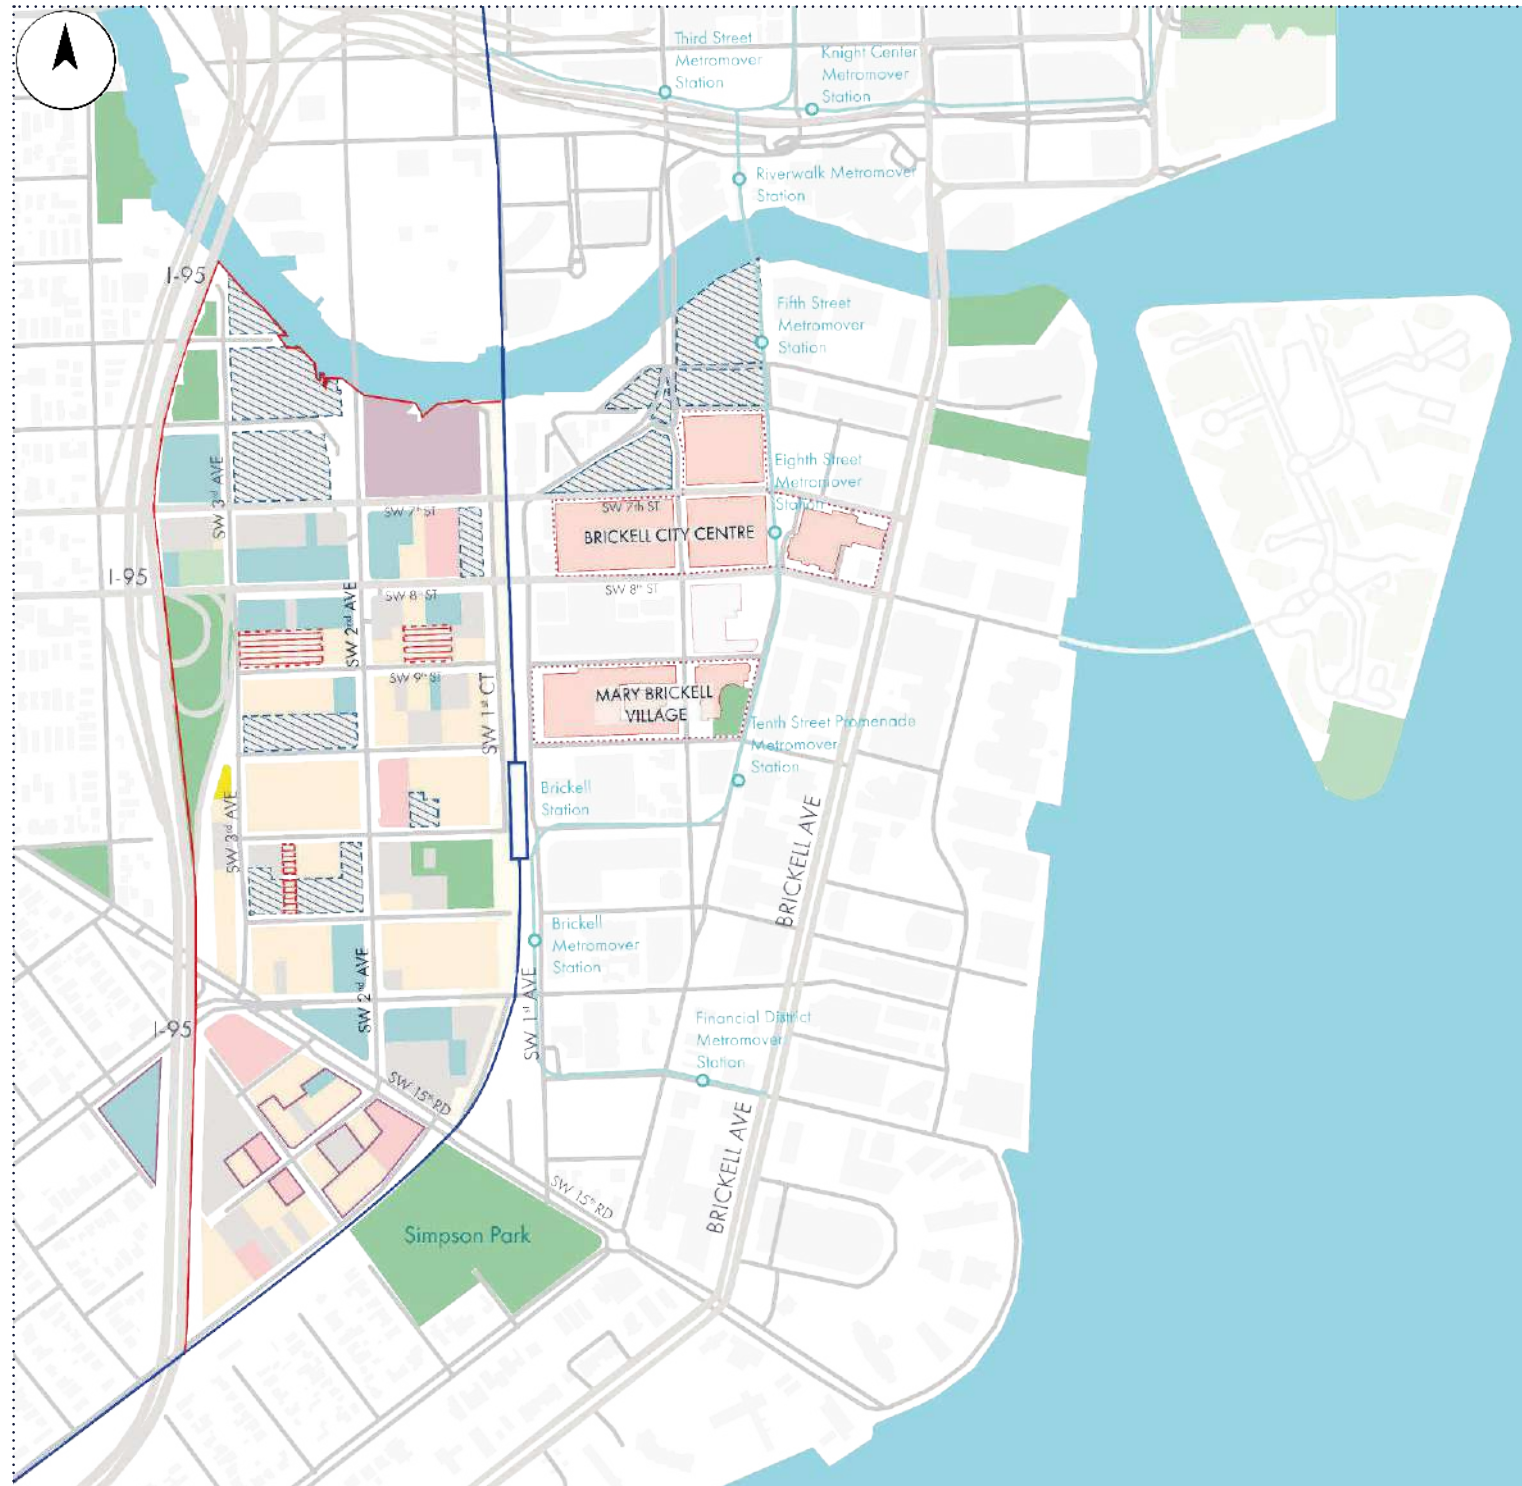 Third Street
Metromover
Station
Knight Center
Metromover
Station
Riverwalk Metromover
Station
I-95
Fifth Street
Metromover
Station
Eighth Street
Metromover
Station
SW 3rd AVE
SW 7th ST
SW 7th ST
BRICKELL CITY CENTRE
I-95
SW 8th ST
SW 8th ST
SW 2nd AVE
SW 9th ST
SW 1st CT
MARY BRICKELL
VILLAGE
Tenth Street Promenade
Metromover
Station
Brickell
Station
SW 3rd AVE
BRICKELL AVE
Brickell
Metromover
Station
SW 2nd AVE
SW 1st AVE
I-95
Financial District
Metromover
Station
SW 15th RD
BRICKELL AVE
SW 15th RD
Simpson Park